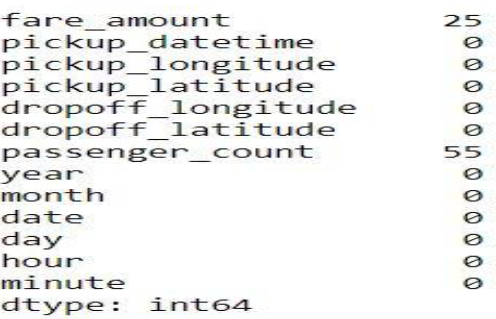 fare_amount 25
pickup_datetime 0
pickup_longitude 0
pickup_latitude 0
dropoff_longitude 0
dropoff_latitude 0
passenger_count 55
year 0
month 0
date 0
day 0
hour 0
minute 0
dtype: int64